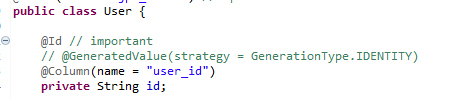 public class User {
@Id // important
// @GeneratedValue(strategy = GenerationType.IDENTITY)
@Column(name = "user_id")
private String id;